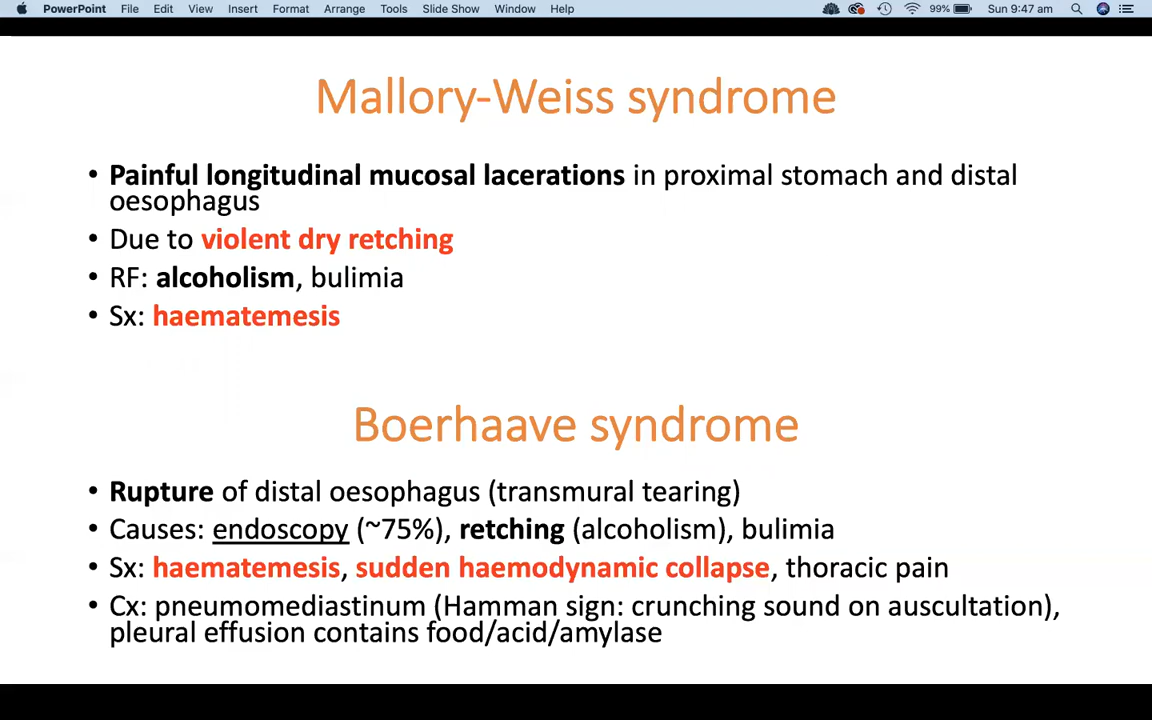 PowerPoint File Edit View Insert Format Arrange Tools Slide Show Window Help 99% Sun 9:47 am
Mallory-Weiss syndrome
• Painful longitudinal mucosal lacerations in proximal stomach and distal
oesophagus
• Due to violent dry retching
• RF: alcoholism, bulimia
• Sx: haematemesis
Boerhaave syndrome
• Rupture of distal oesophagus (transmural tearing)
• Causes: endoscopy (~75%), retching (alcoholism), bulimia
• Sx: haematemesis, sudden haemodynamic collapse, thoracic pain
• Cx: pneumomediastinum (Hamman sign: crunching sound on auscultation),
pleural effusion contains food/acid/amylase